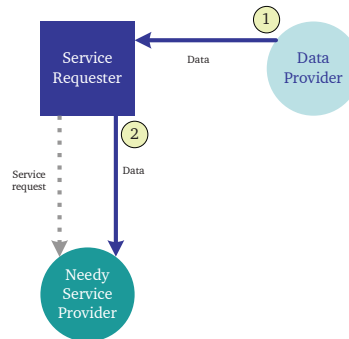 1
Service
Requester
Data
Data
Provider
2
Data
Service
request
Needy
Service
Provider